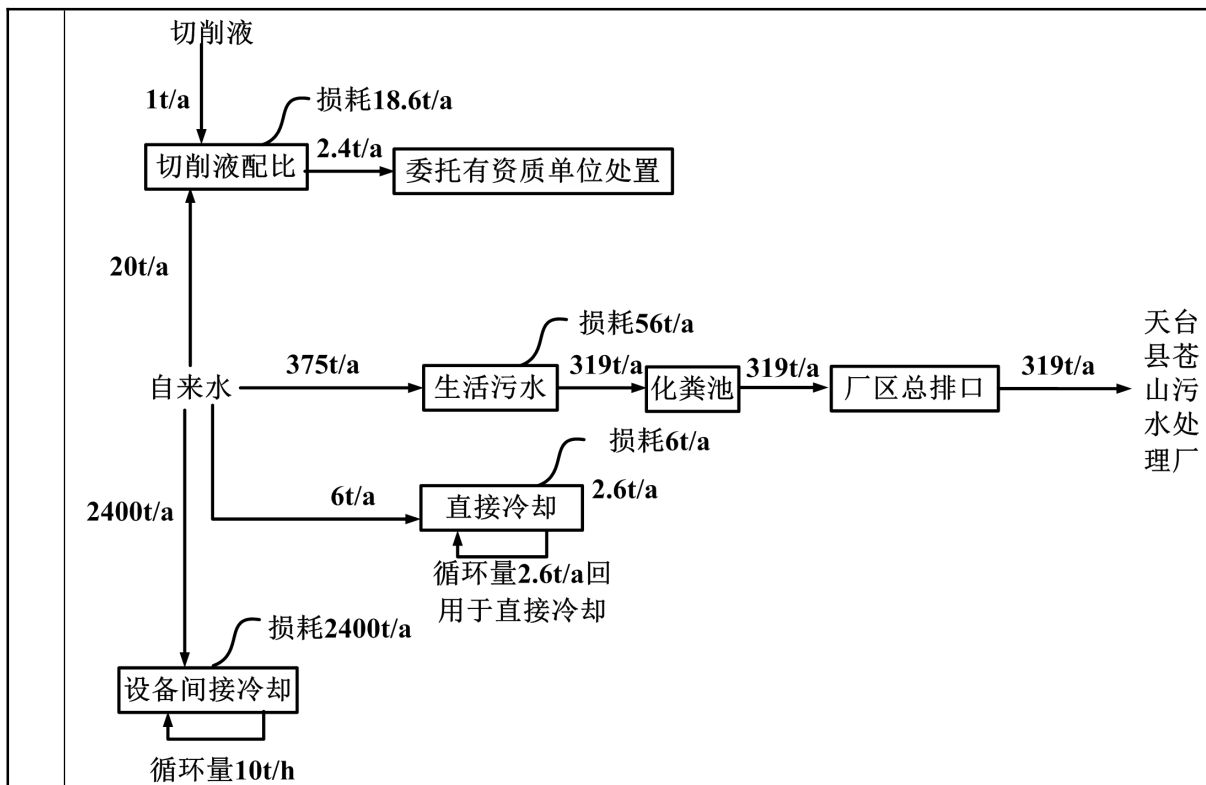 切削液
1t/a
损耗18.6t/a
切削液配比
2.4t/a
委托有资质单位处置
20t/a
损耗56t/a
自来水
375t/a
生活污水
319t/a
化粪池
319t/a
厂区总排口
319t/a
天台
县苍
山污
水处
理厂
损耗6t/a
6t/a
直接冷却
2.6t/a
2400t/a
循环量2.6t/a回
用于直接冷却
损耗2400t/a
设备间接冷却
循环量10t/h